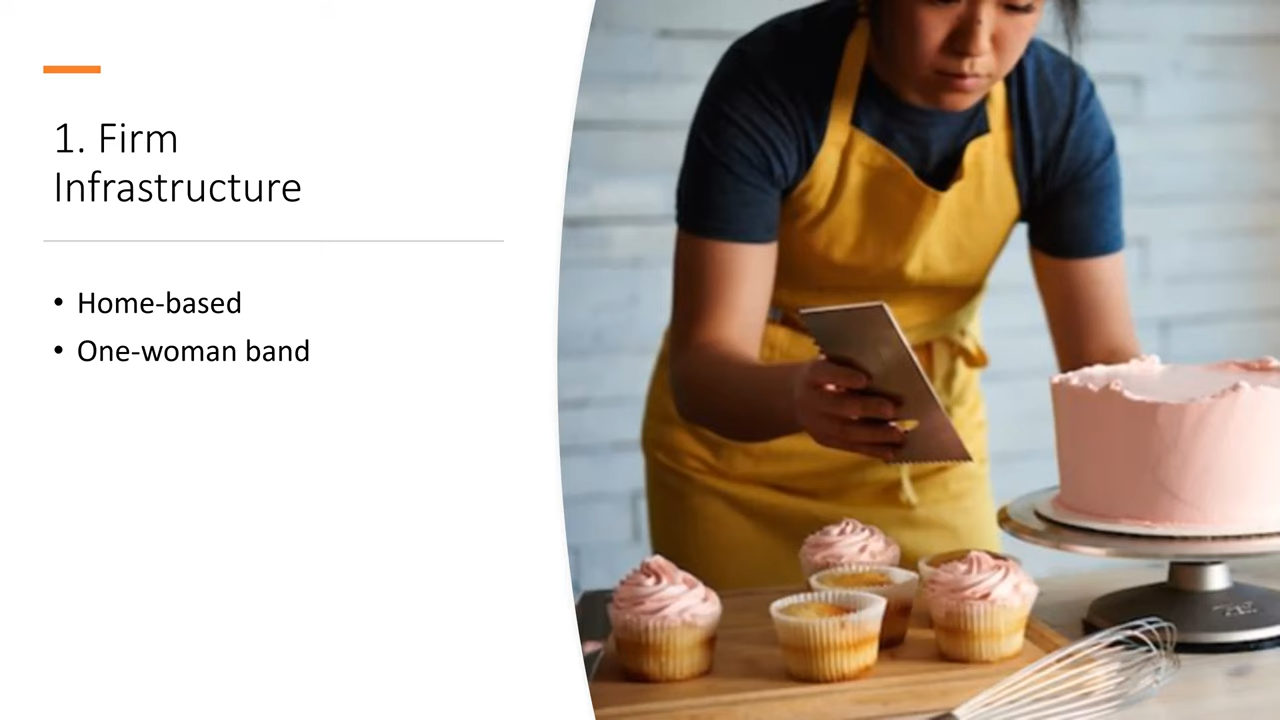 1. Firm
Infrastructure
• Home-based
• One-woman band